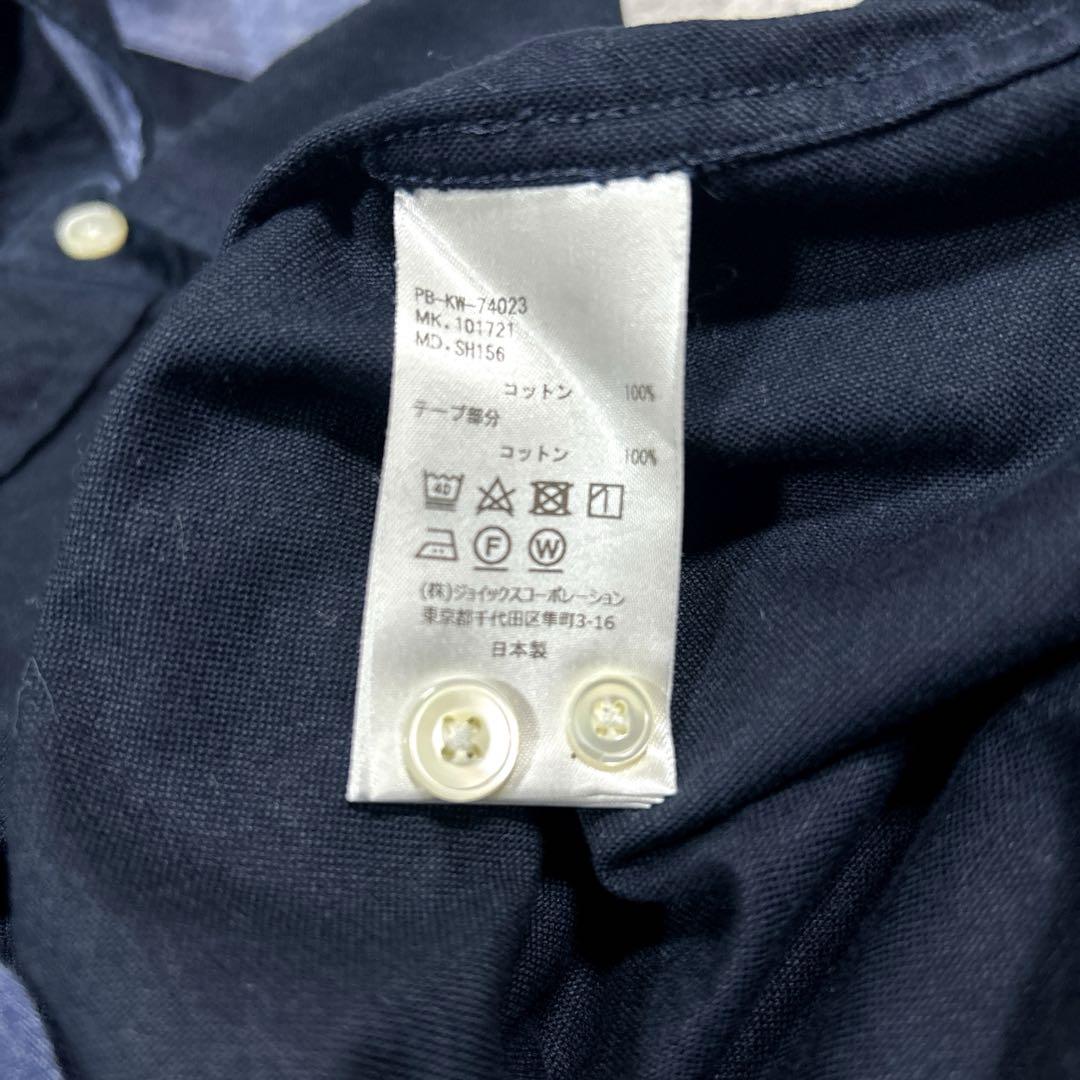 PB-KW-74023
MK.101721
MD.SH156
コットン 100%
テープ部分
コットン 100%
40
F W
(株)ジョイックスコーポレーション
東京都千代田区隼町3-16
日本製